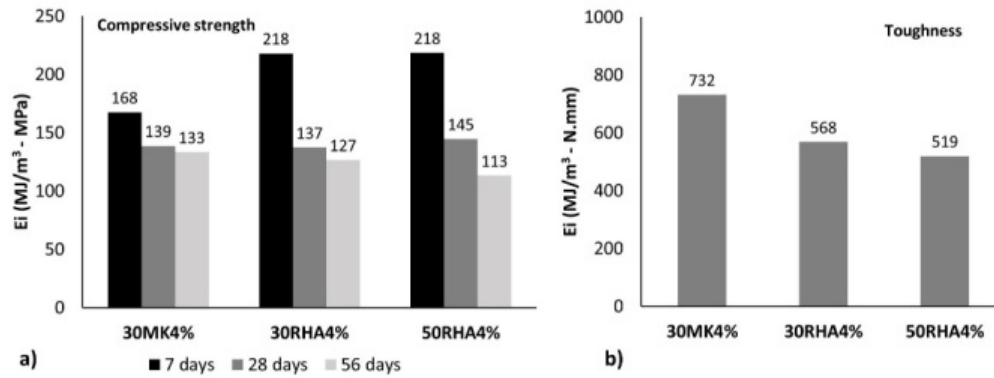 Compressive strength
Ei (MJ/m³ - MPa)
250
200
150
100
50
0
168
139
133
218
137
127
218
145
113
30MK4%
30RHA4%
50RHA4%
a)
7 days
28 days
56 days
Toughness
Ei (MJ/m³ - N.mm)
1000
800
600
400
200
0
732
568
519
30MK4%
30RHA4%
50RHA4%
b)